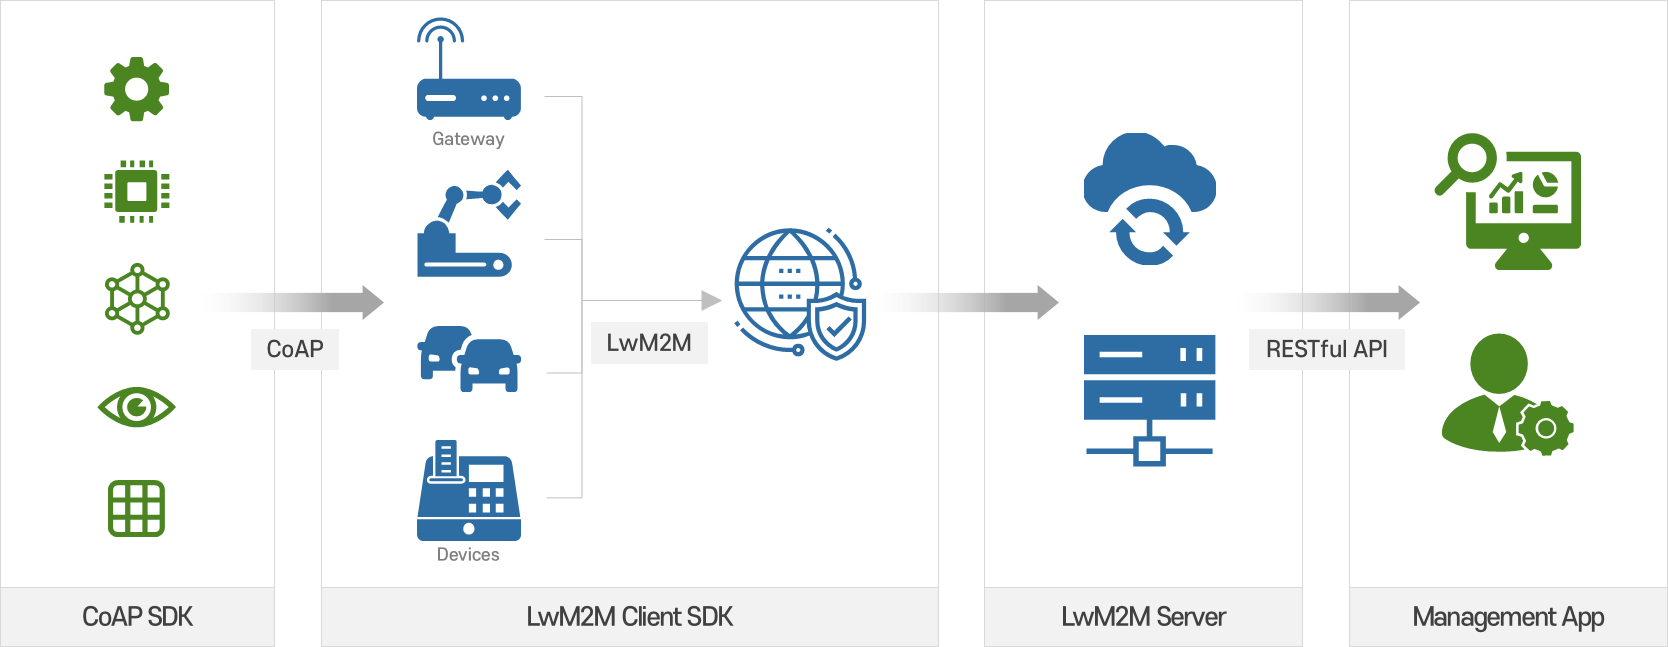 Gateway
Devices
CoAP
LwM2M
RESTful API
CoAP SDK
LwM2M Client SDK
LwM2M Server
Management App